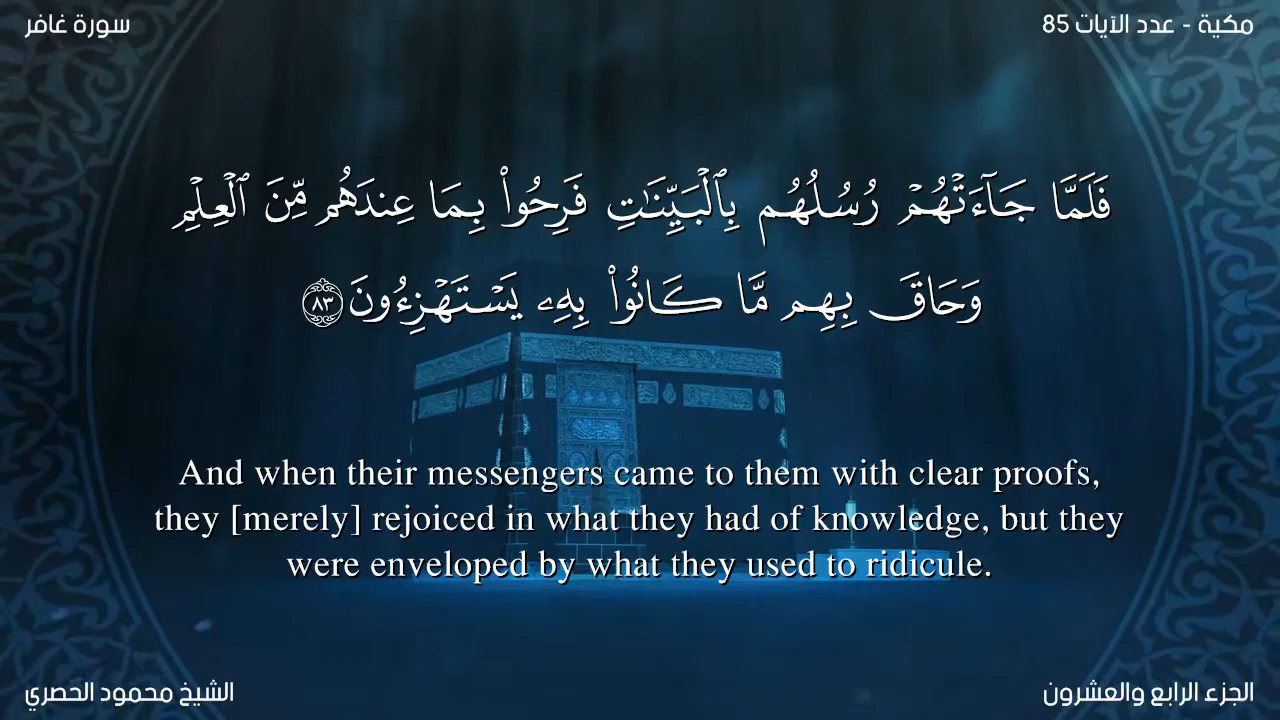 مكية - عدد الآيات 85
سورة غافر
فَلَمَّا جَآءَتْهُمْ رُسُلُهُم بِٱلْبَيِّنَـٰتِ فَرِحُوا۟ بِمَا عِندَهُم مِّنَ ٱلْعِلْمِ
وَحَاقَ بِهِم مَّا كَانُوا۟ بِهِۦ يَسْتَهْزِءُونَ ٨٣
And when their messengers came to them with clear proofs,
they [merely] rejoiced in what they had of knowledge, but they
were enveloped by what they used to ridicule.
الجزء الرابع والعشرون
الشيخ محمود الحصري